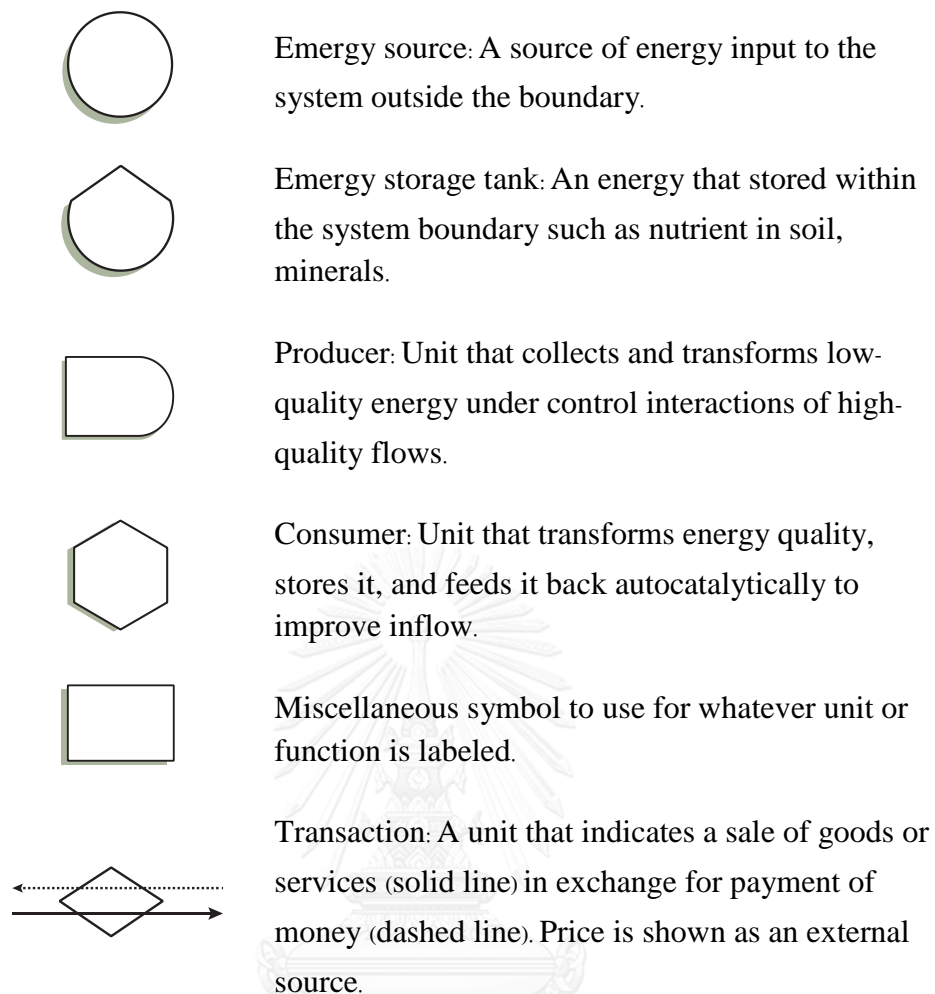 Emergy source: A source of energy input to the
system outside the boundary.
Emergy storage tank: An energy that stored within
the system boundary such as nutrient in soil,
minerals.
Producer: Unit that collects and transforms low-
quality energy under control interactions of high-
quality flows.
Consumer: Unit that transforms energy quality,
stores it, and feeds it back autocatalytically to
improve inflow.
Miscellaneous symbol to use for whatever unit or
function is labeled.
Transaction: A unit that indicates a sale of goods or
services (solid line) in exchange for payment of
money (dashed line). Price is shown as an external
source.